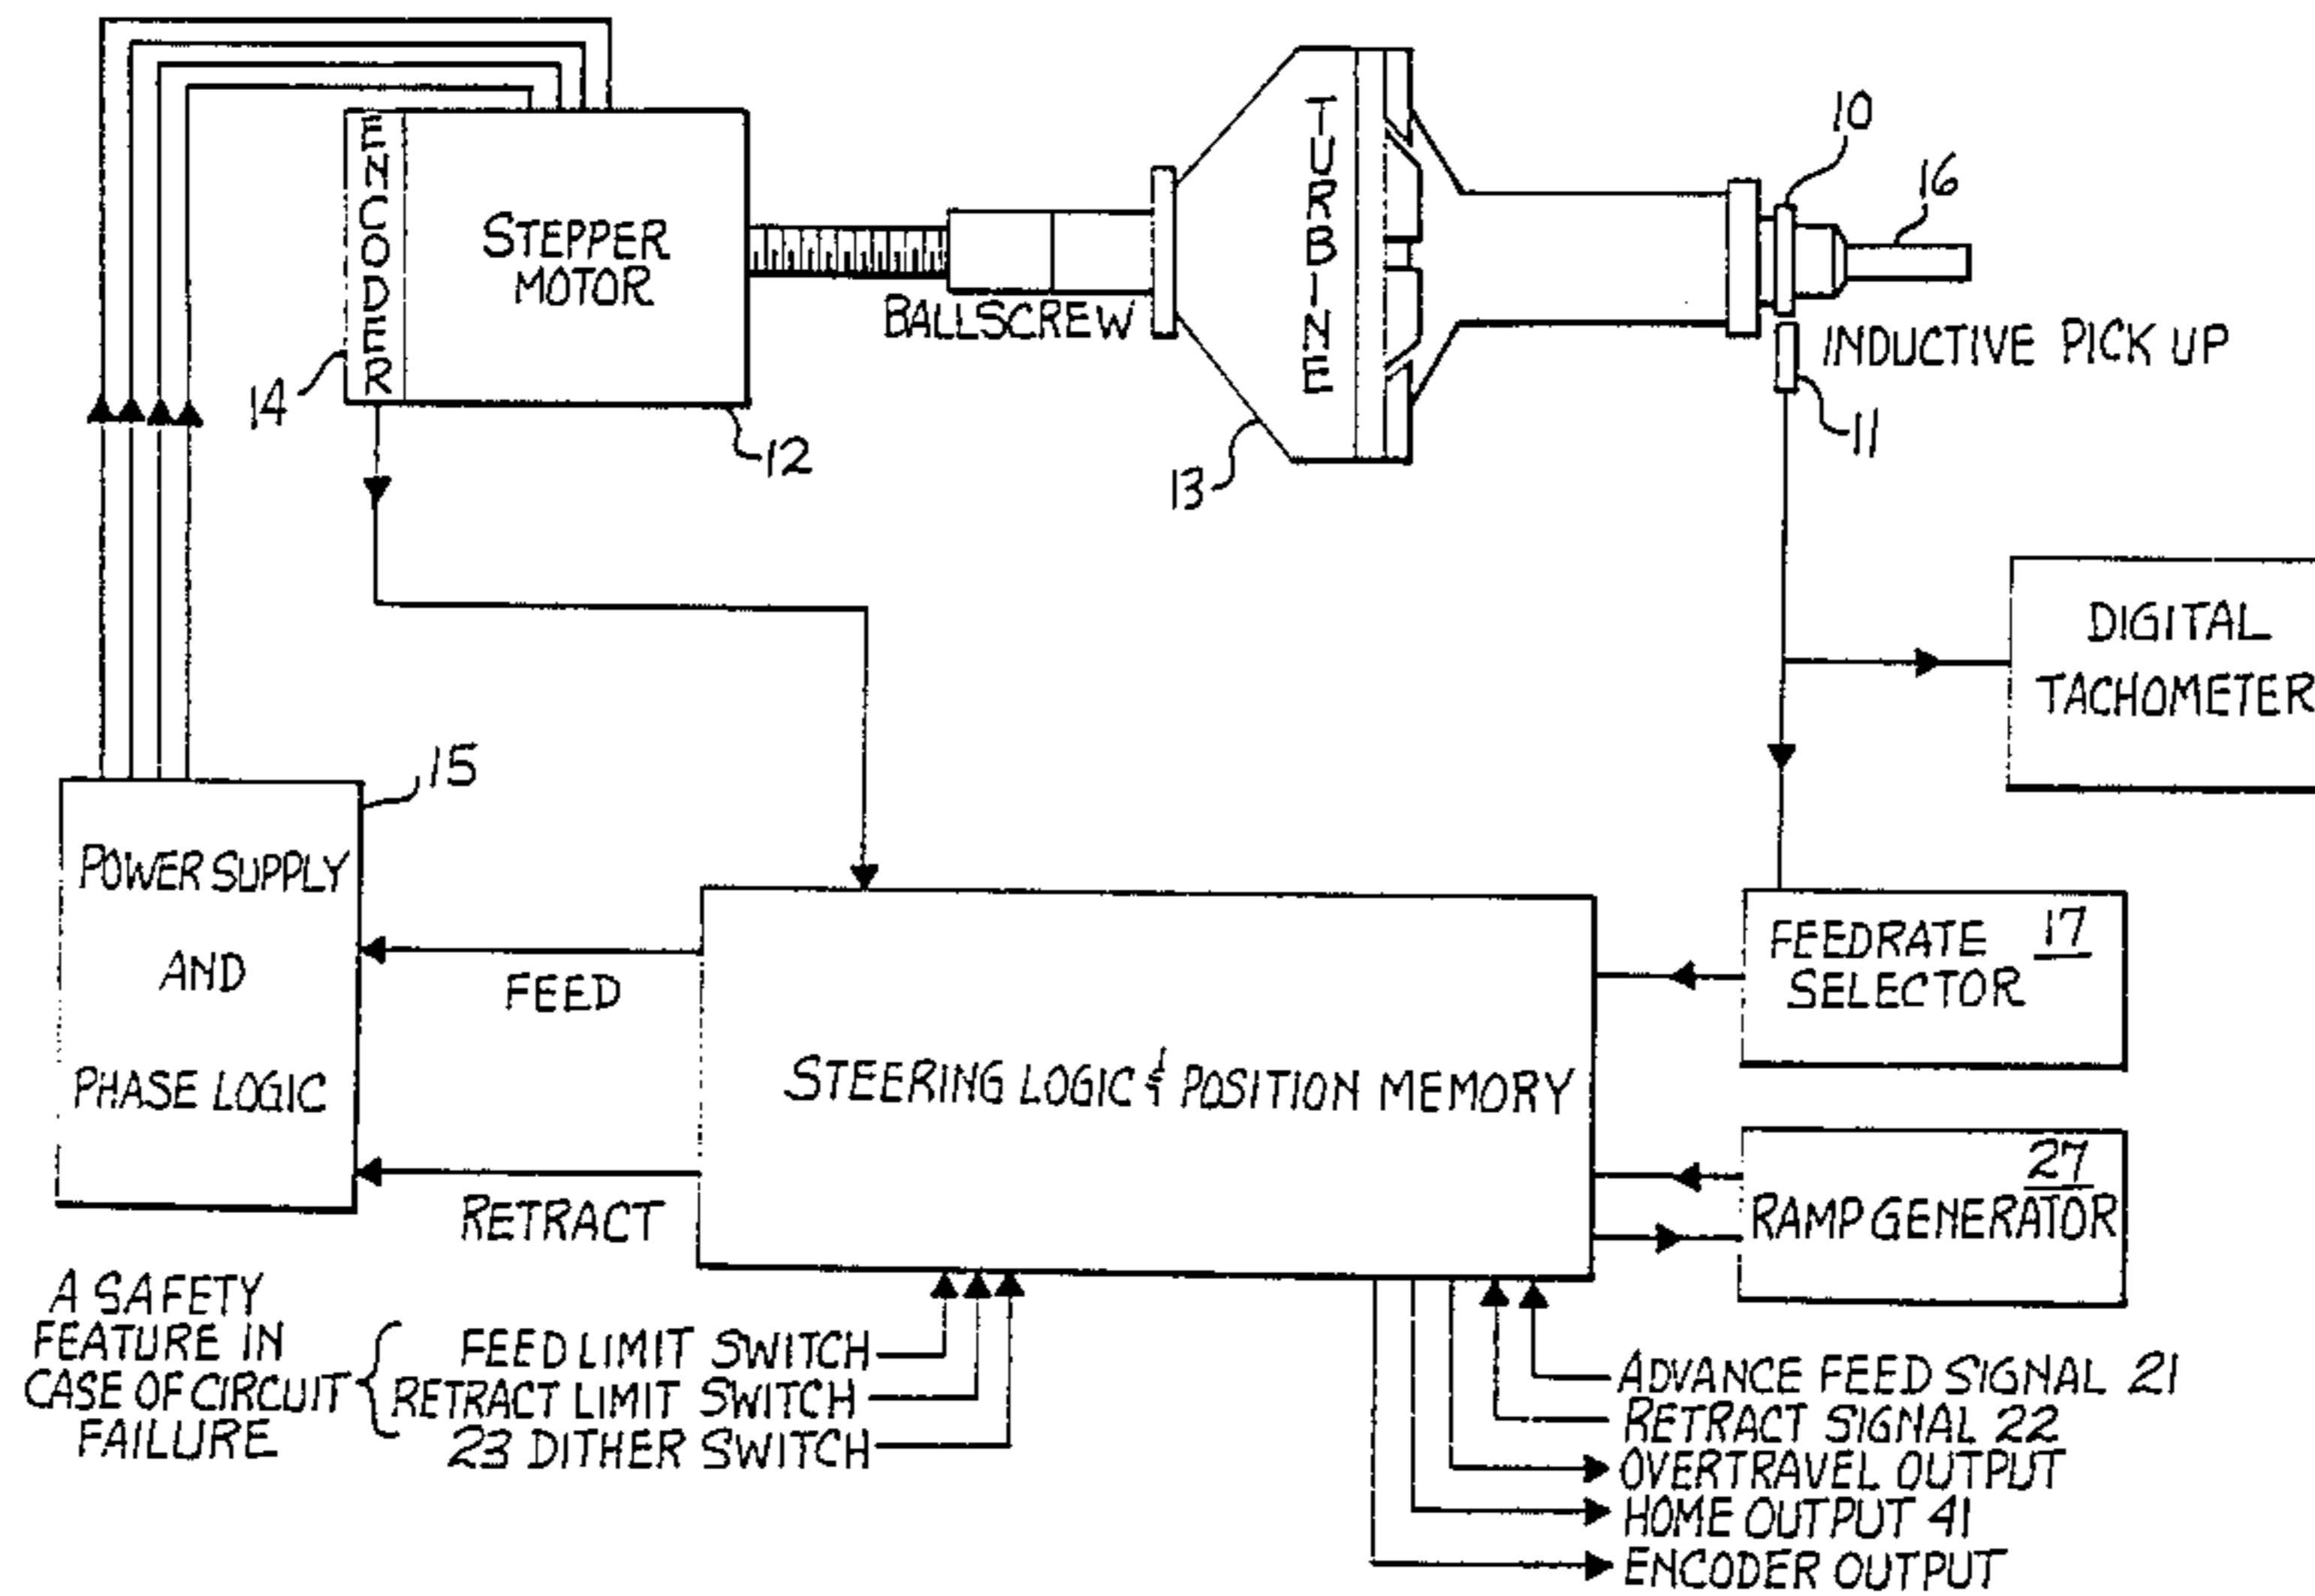 10
16
ENCODER
STEPPER
MOTOR
TURBINE
BALLSCREW
INDUCTIVE PICK UP
14
12
13
11
DIGITAL
TACHOMETER
15
POWER SUPPLY
AND
PHASE LOGIC
FEED
RETRACT
STEERING LOGIC & POSITION MEMORY
FEEDRATE 17
SELECTOR
27
RAMP GENERATOR
A SAFETY
FEATURE IN
CASE OF CIRCUIT
FAILURE
FEED LIMIT SWITCH
RETRACT LIMIT SWITCH
23 DITHER SWITCH
ADVANCE FEED SIGNAL 21
RETRACT SIGNAL 22
OVERTRAVEL OUTPUT
HOME OUTPUT 41
ENCODER OUTPUT